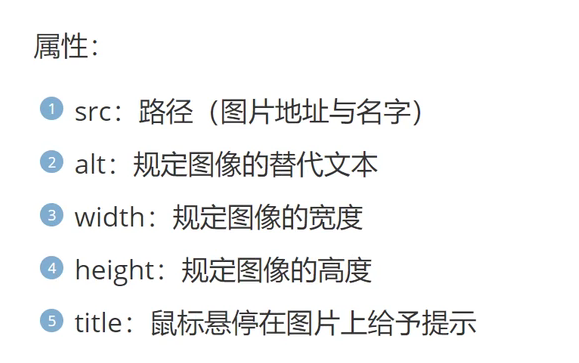 属性：
1 src：路径（图片地址与名字）
2 alt：规定图像的替代文本
3 width：规定图像的宽度
4 height：规定图像的高度
5 title：鼠标悬停在图片上给予提示